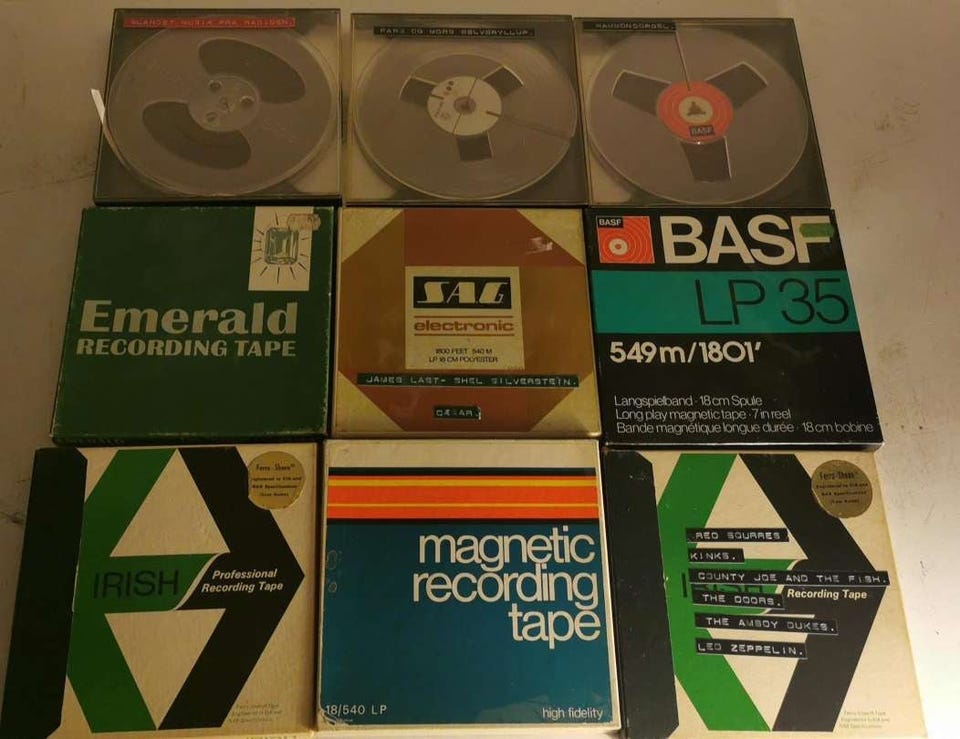 BLANDET MUSIK FRA RADIOEN.
FARS OG MORS SØLVBRYLLUP.
HAMMONDORGEL.
BASF
Emerald
RECORDING TAPE
SAG
electronic
1800 FEET 540 M
LP 18 CM POLYESTER
JAMES LAST- SHEL SILVERSTEIN.
CÆSAR.
BASF
BASF
LP 35
549m/1801'
Langspielband · 18 cm Spule
Long play magnetic tape · 7 in reel
Bande magnétique longue durée · 18 cm bobine
EMERALD
Ferro-Sheen
IRISH
Professional
Recording Tape
magnetic
recording
tape
18/540 LP
high fidelity
Ferro-Sheen
RED SQUARES
KINKS.
COUNTY JOE AND THE FISH.
Recording Tape
THE DOORS.
THE AMBOY DUKES.
LED ZEPPELIN.